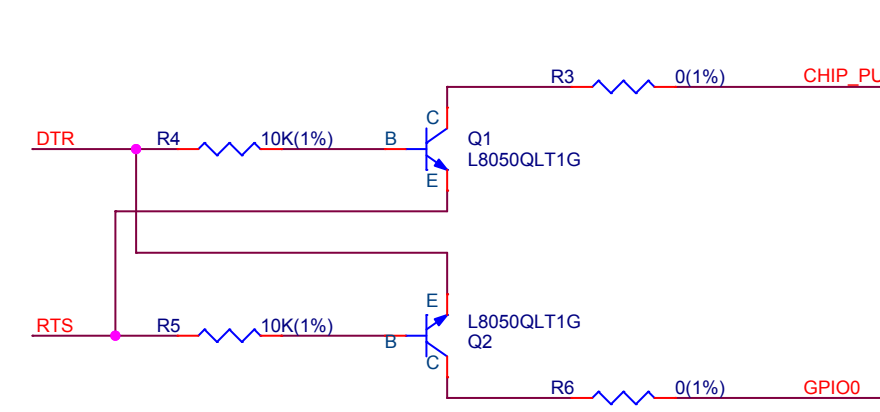 R3 0(1%) CHIP_PU
C
DTR R4 10K(1%) B Q1
L8050QLT1G
E
E
RTS R5 10K(1%) L8050QLT1G
B Q2
C
R6 0(1%) GPIO0